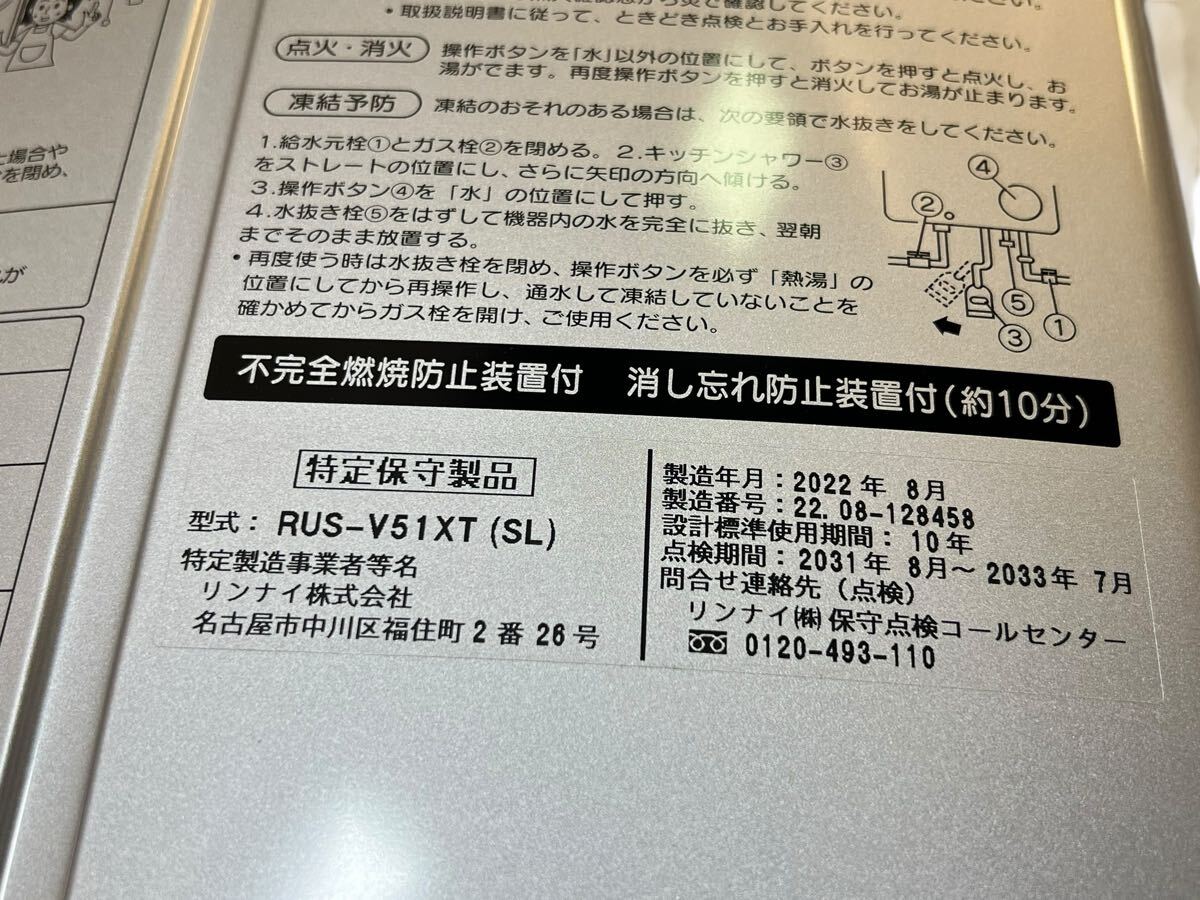 確認してください。
• 取扱説明書に従って、ときどき点検とお手入れを行ってください。
点火・消火
操作ボタンを「水」以外の位置にして、ボタンを押すと点火し、お
湯がでます。再度操作ボタンを押すと消火してお湯が止まります。
凍結予防
凍結のおそれのある場合は、次の要領で水抜きをしてください。
1.給水元栓①とガス栓②を閉める。2.キッチンシャワー③
をストレートの位置にし、さらに矢印の方向へ傾ける。
3.操作ボタン④を「水」の位置にして押す。
4.水抜き栓⑤をはずして機器内の水を完全に抜き、翌朝
までそのまま放置する。
• 再度使う時は水抜き栓を閉め、操作ボタンを必ず「熱湯」の
位置にしてから再操作し、通水して凍結していないことを
確かめてからガス栓を開け、ご使用ください。
④
②
⑤
③
①
場合や
を閉め、
が
不完全燃焼防止装置付 消し忘れ防止装置付(約10分)
特定保守製品
型式: RUS-V51XT (SL)
特定製造事業者等名
リンナイ株式会社
名古屋市中川区福住町2番26号
製造年月: 2022年 8月
製造番号: 22.08-128458
設計標準使用期間: 10年
点検期間: 2031年 8月～2033年 7月
問合せ連絡先(点検)
リンナイ㈱保守点検コールセンター
0120-493-110